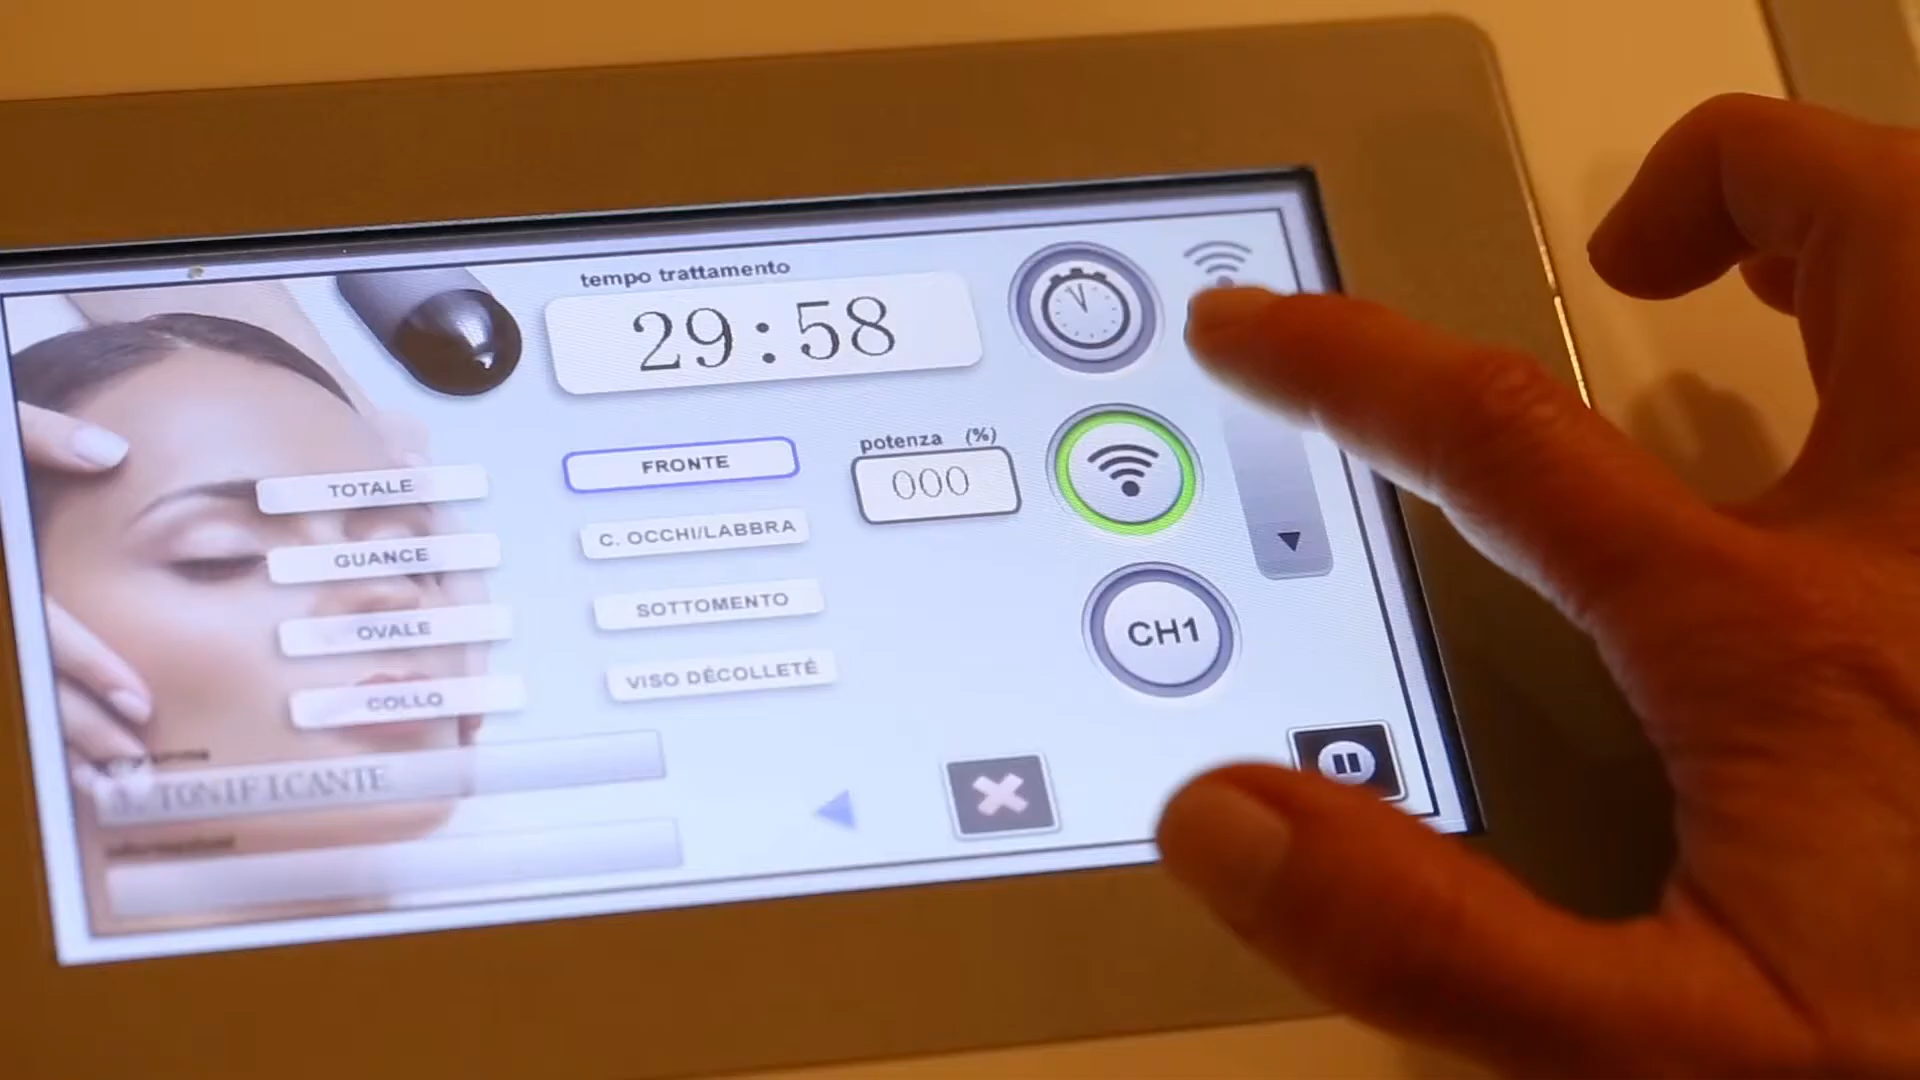 tempo trattamento
29:58
potenza (%)
000
TOTALE
FRONTE
GUANCE
C. OCCHI/LABBRA
OVALE
SOTTOMENTO
COLLO
VISO DÉCOLLETÉ
CH1
TONIFICANTE